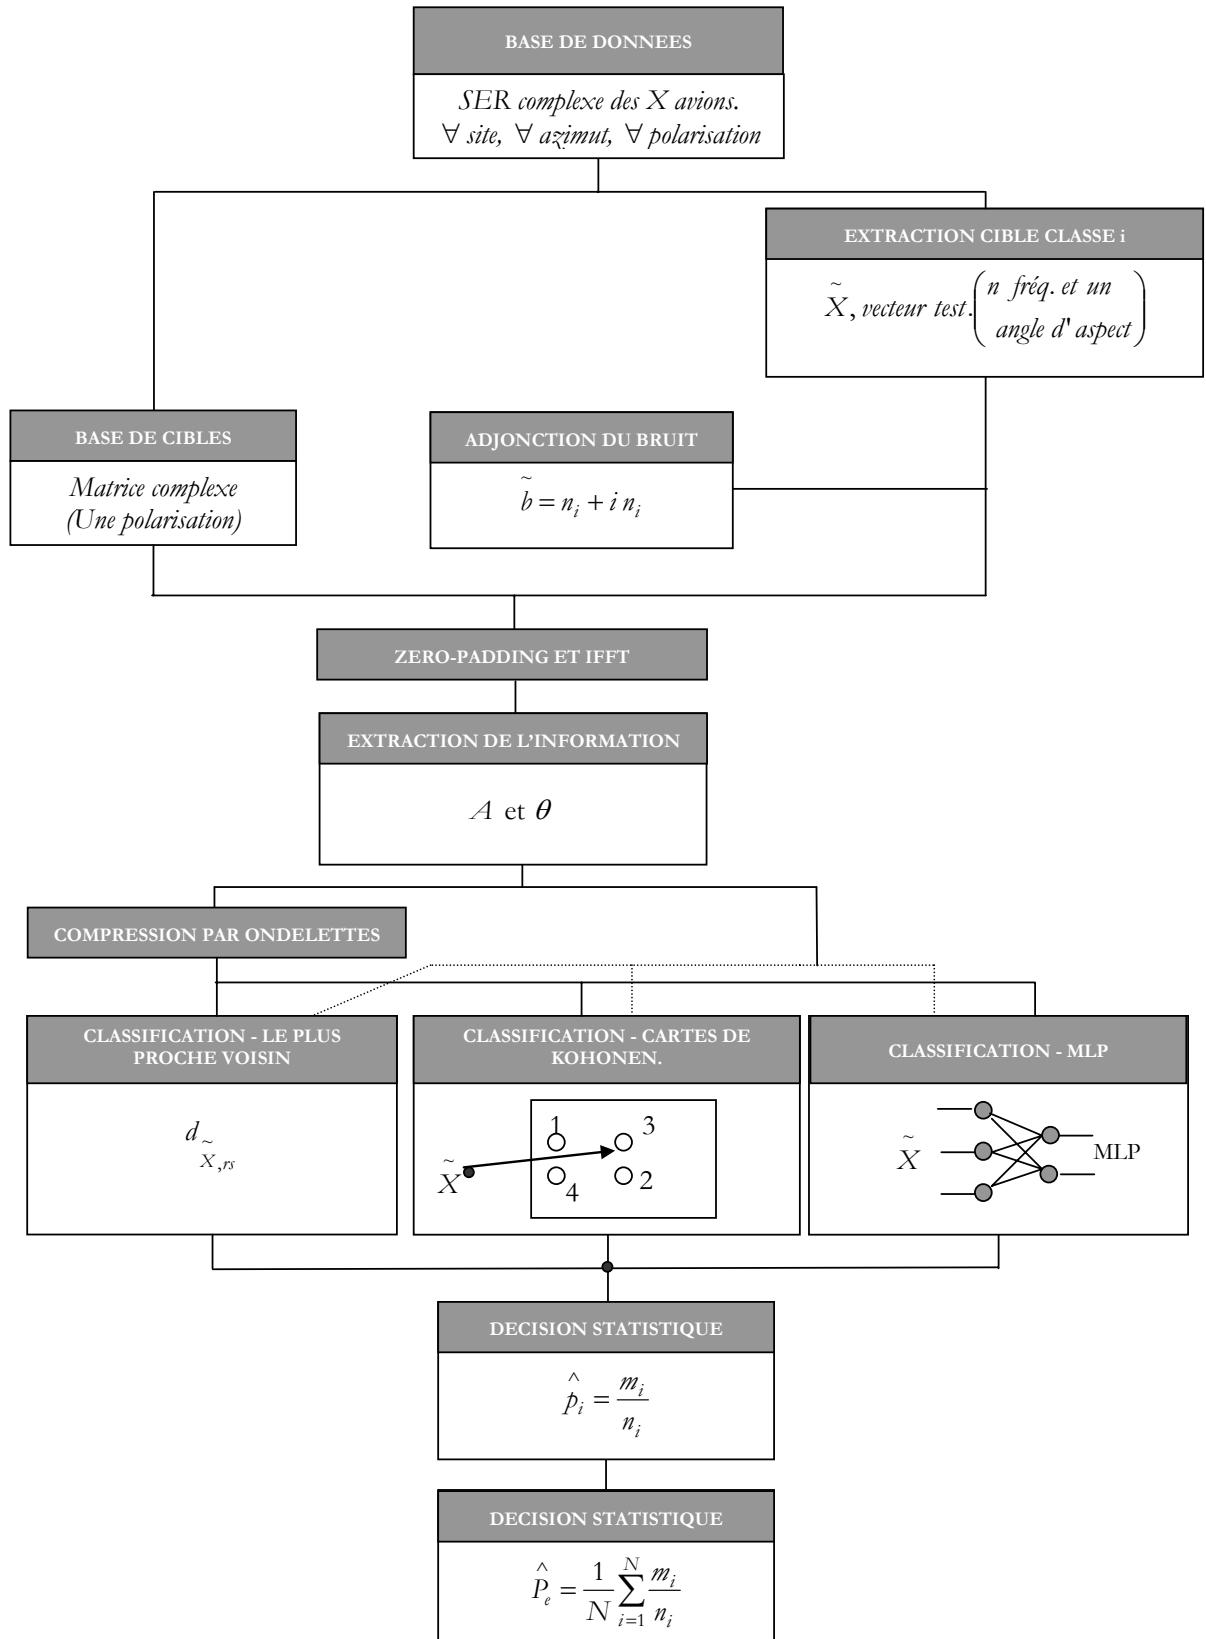 BASE DE DONNEES
SER complexe des X avions.
∀ site, ∀ azimut, ∀ polarisation
EXTRACTION CIBLE CLASSE i
X̃, vecteur test. (n fréq. et un
angle d' aspect)
BASE DE CIBLES
Matrice complexe
(Une polarisation)
ADJONCTION DU BRUIT
b̃ = n_i + i n_i
ZERO-PADDING ET IFFT
EXTRACTION DE L'INFORMATION
A et θ
COMPRESSION PAR ONDELETTES
CLASSIFICATION - LE PLUS
PROCHE VOISIN
d_X̃,rs
CLASSIFICATION - CARTES DE
KOHONEN.
1 3
X̃
4 2
CLASSIFICATION - MLP
X̃ MLP
DECISION STATISTIQUE
p̂_i = m_i / n_i
DECISION STATISTIQUE
P̂_e = 1/N ∑_{i=1}^{N} m_i / n_i